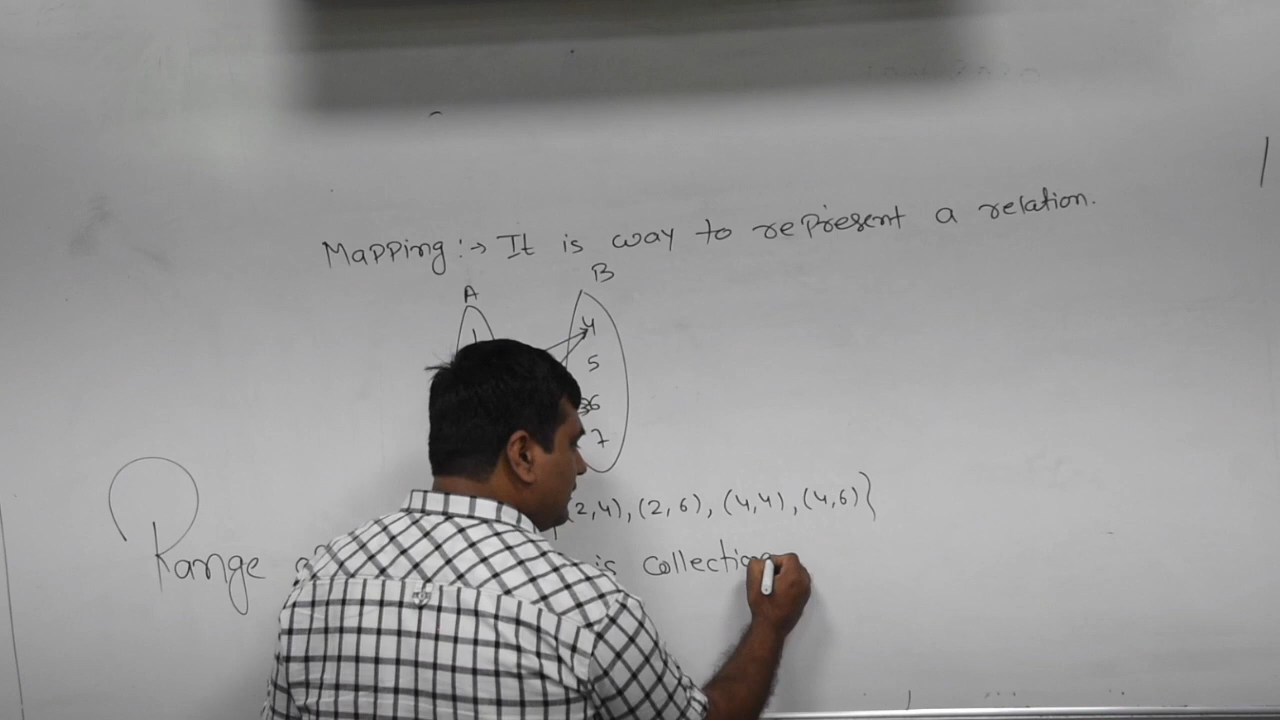 Mapping :→ It is way to represent a relation.
A B
1 4
5
6
7
(2,4), (2,6), (4,4), (4,6)}
Range is collection